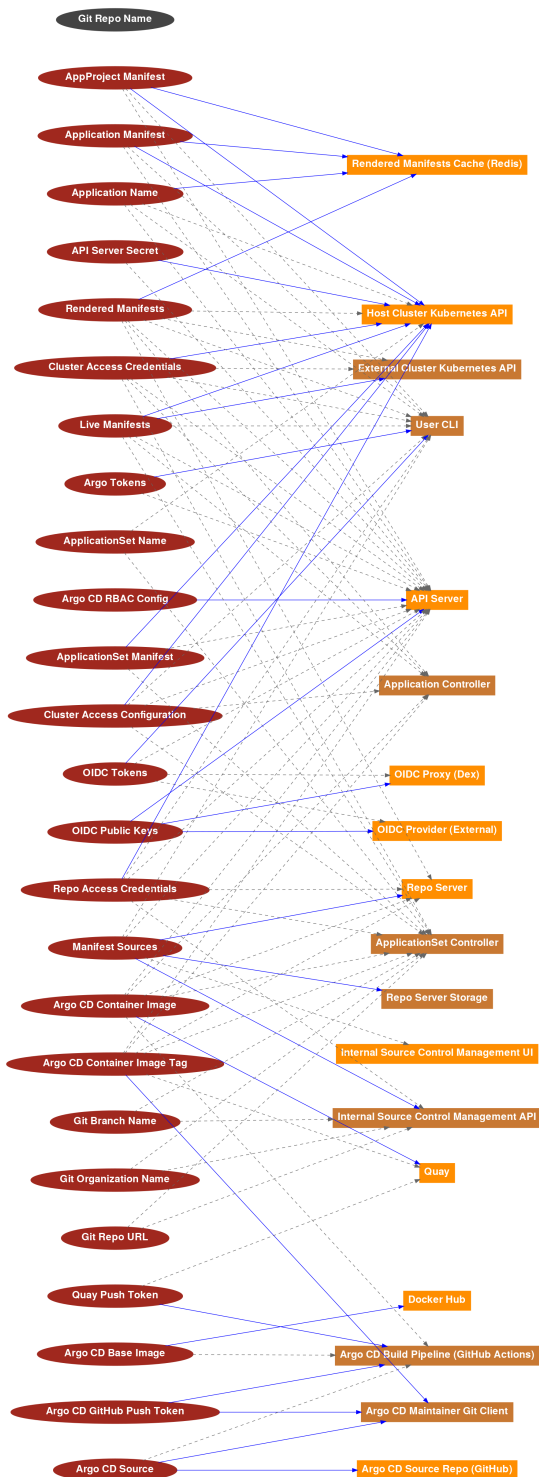 Git Repo Name
AppProject Manifest
Application Manifest
Rendered Manifests Cache (Redis)
Application Name
API Server Secret
Rendered Manifests
Host Cluster Kubernetes API
Cluster Access Credentials
External Cluster Kubernetes API
Live Manifests
User CLI
Argo Tokens
ApplicationSet Name
Argo CD RBAC Config
API Server
ApplicationSet Manifest
Application Controller
Cluster Access Configuration
OIDC Tokens
OIDC Proxy (Dex)
OIDC Public Keys
OIDC Provider (External)
Repo Access Credentials
Repo Server
Manifest Sources
ApplicationSet Controller
Argo CD Container Image
Repo Server Storage
Internal Source Control Management UI
Argo CD Container Image Tag
Git Branch Name
Internal Source Control Management API
Git Organization Name
Quay
Git Repo URL
Quay Push Token
Docker Hub
Argo CD Base Image
Argo CD Build Pipeline (GitHub Actions)
Argo CD GitHub Push Token
Argo CD Maintainer Git Client
Argo CD Source
Argo CD Source Repo (GitHub)